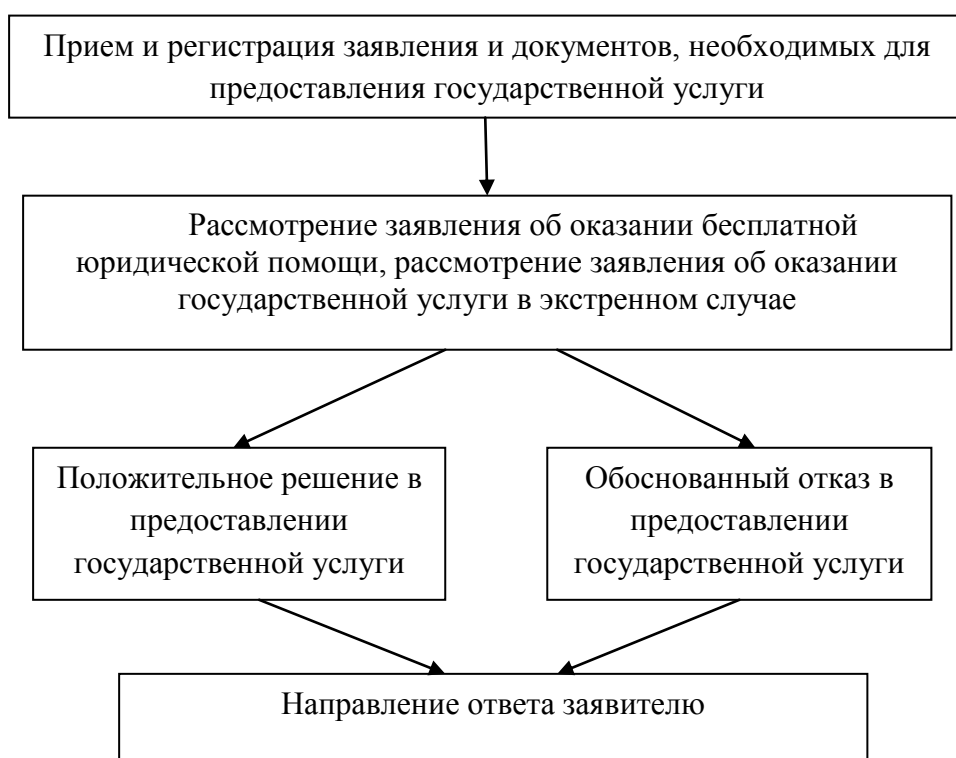 Прием и регистрация заявления и документов, необходимых для
предоставления государственной услуги
Рассмотрение заявления об оказании бесплатной
юридической помощи, рассмотрение заявления об оказании
государственной услуги в экстренном случае
Положительное решение в
предоставлении
государственной услуги
Обоснованный отказ в
предоставлении
государственной услуги
Направление ответа заявителю